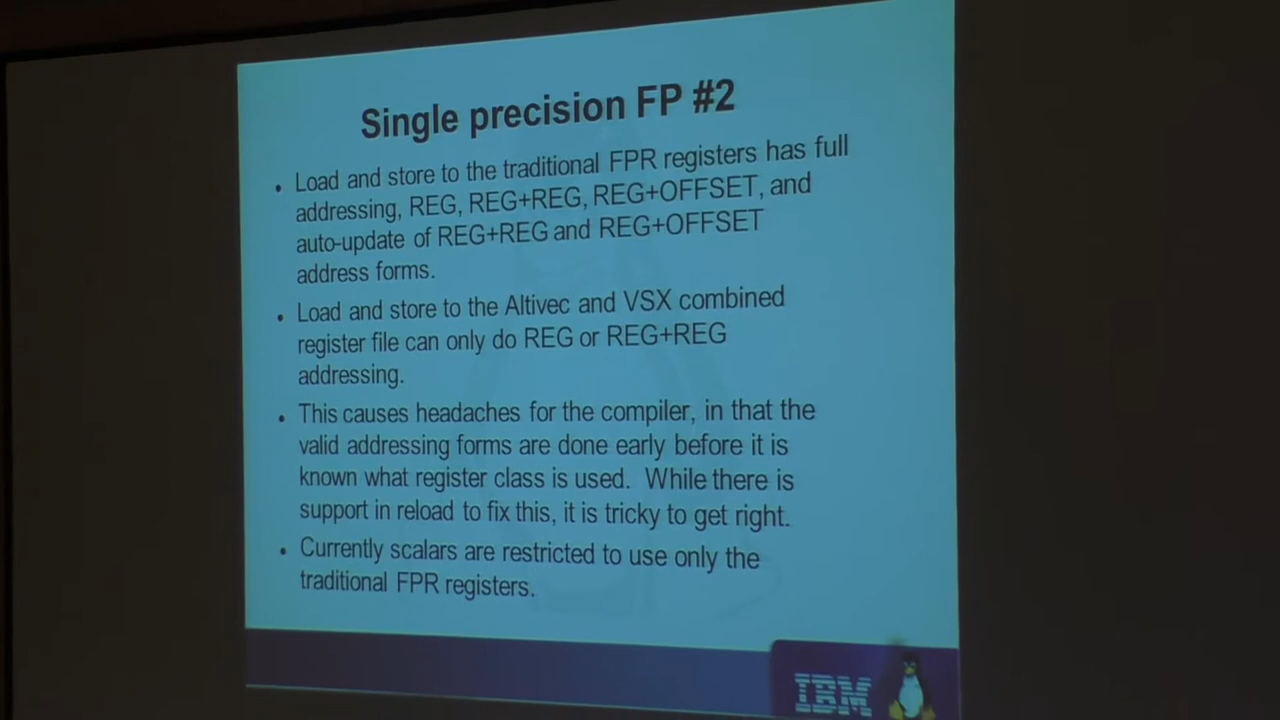 Single precision FP #2
• Load and store to the traditional FPR registers has full
addressing, REG, REG+REG, REG+OFFSET, and
auto-update of REG+REG and REG+OFFSET
address forms.
• Load and store to the Altivec and VSX combined
register file can only do REG or REG+REG
addressing.
• This causes headaches for the compiler, in that the
valid addressing forms are done early before it is
known what register class is used. While there is
support in reload to fix this, it is tricky to get right.
• Currently scalars are restricted to use only the
traditional FPR registers.
IBM